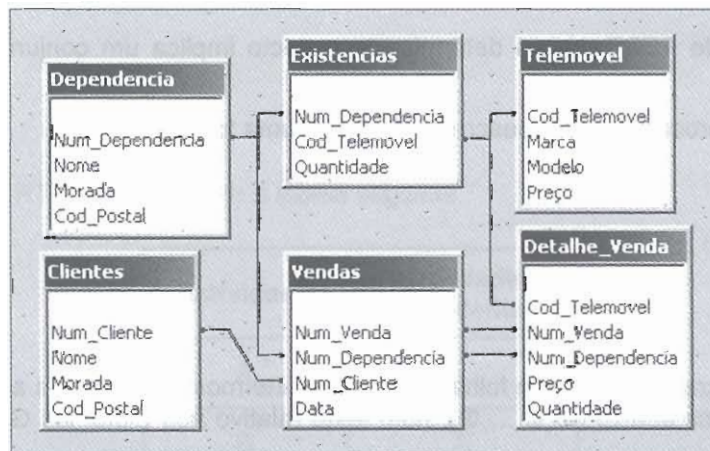 Dependencia
Num_Dependencia
Nome
Morada
Cod_Postal
Existencias
Num_Dependencia
Cod_Telemovel
Quantidade
Telemovel
Cod_Telemovel
Marca
Modelo
Preço
Clientes
Num_Cliente
Nome
Morada
Cod_Postal
Vendas
Num_Venda
Num_Dependencia
Num_Cliente
Data
Detalhe_Venda
Cod_Telemovel
Num_Venda
Num_Dependencia
Preço
Quantidade